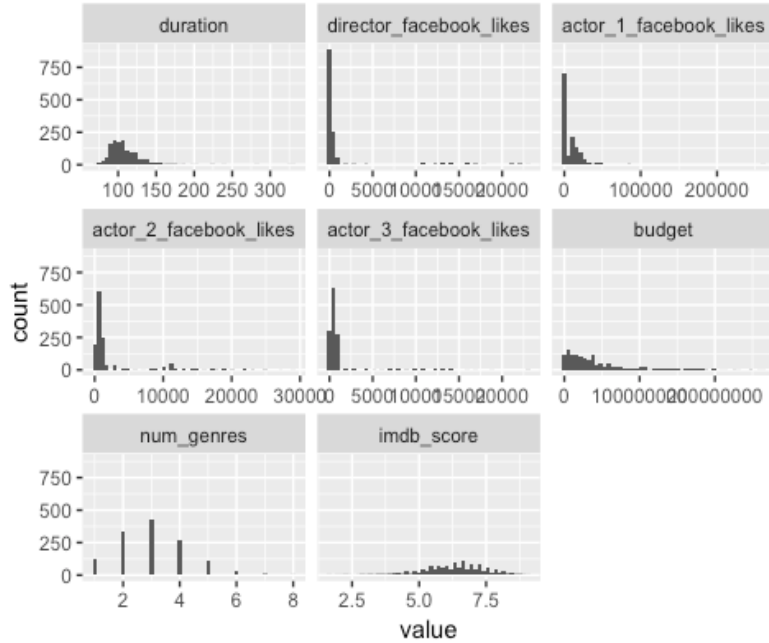 duration director_facebook_likes actor_1_facebook_likes
750
500
250
0
100 150 200 250 300 0 5000 10000 15000 20000 0 100000 200000
actor_2_facebook_likes actor_3_facebook_likes budget
count
750
500
250
0
0 10000 20000 30000 0 5000 10000 15000 20000 0 100000000 200000000
num_genres imdb_score
750
500
250
0
2 4 6 8 2.5 5.0 7.5
value